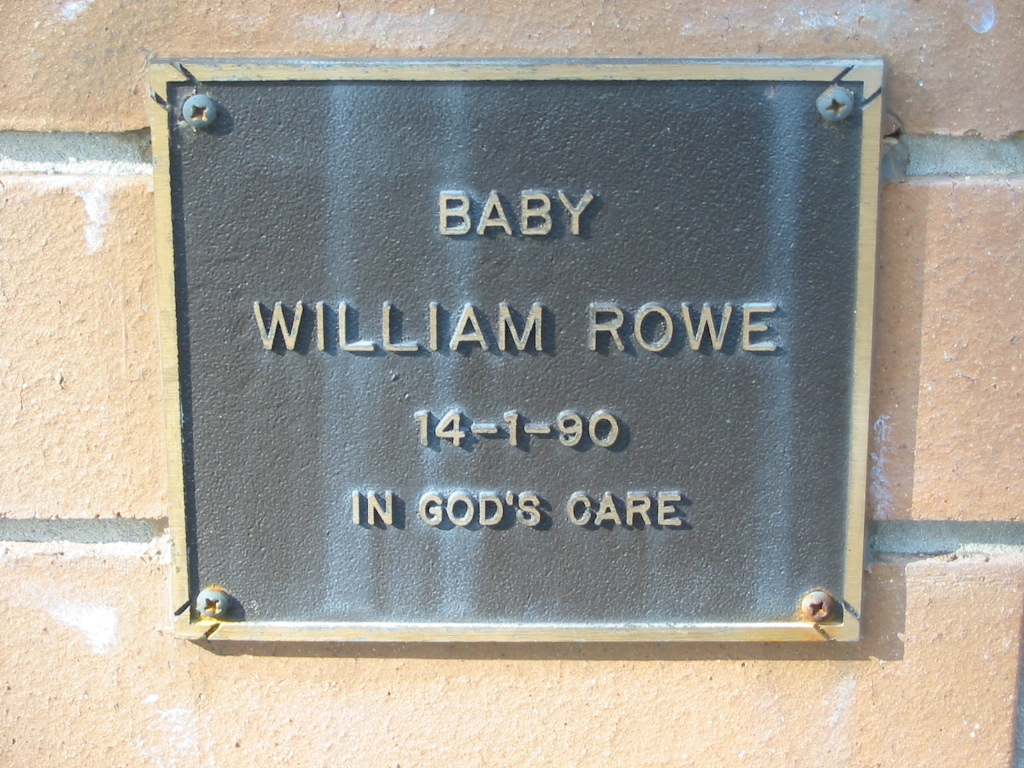 BABY
WILLIAM ROWE
14-1-90
IN GOD'S CARE